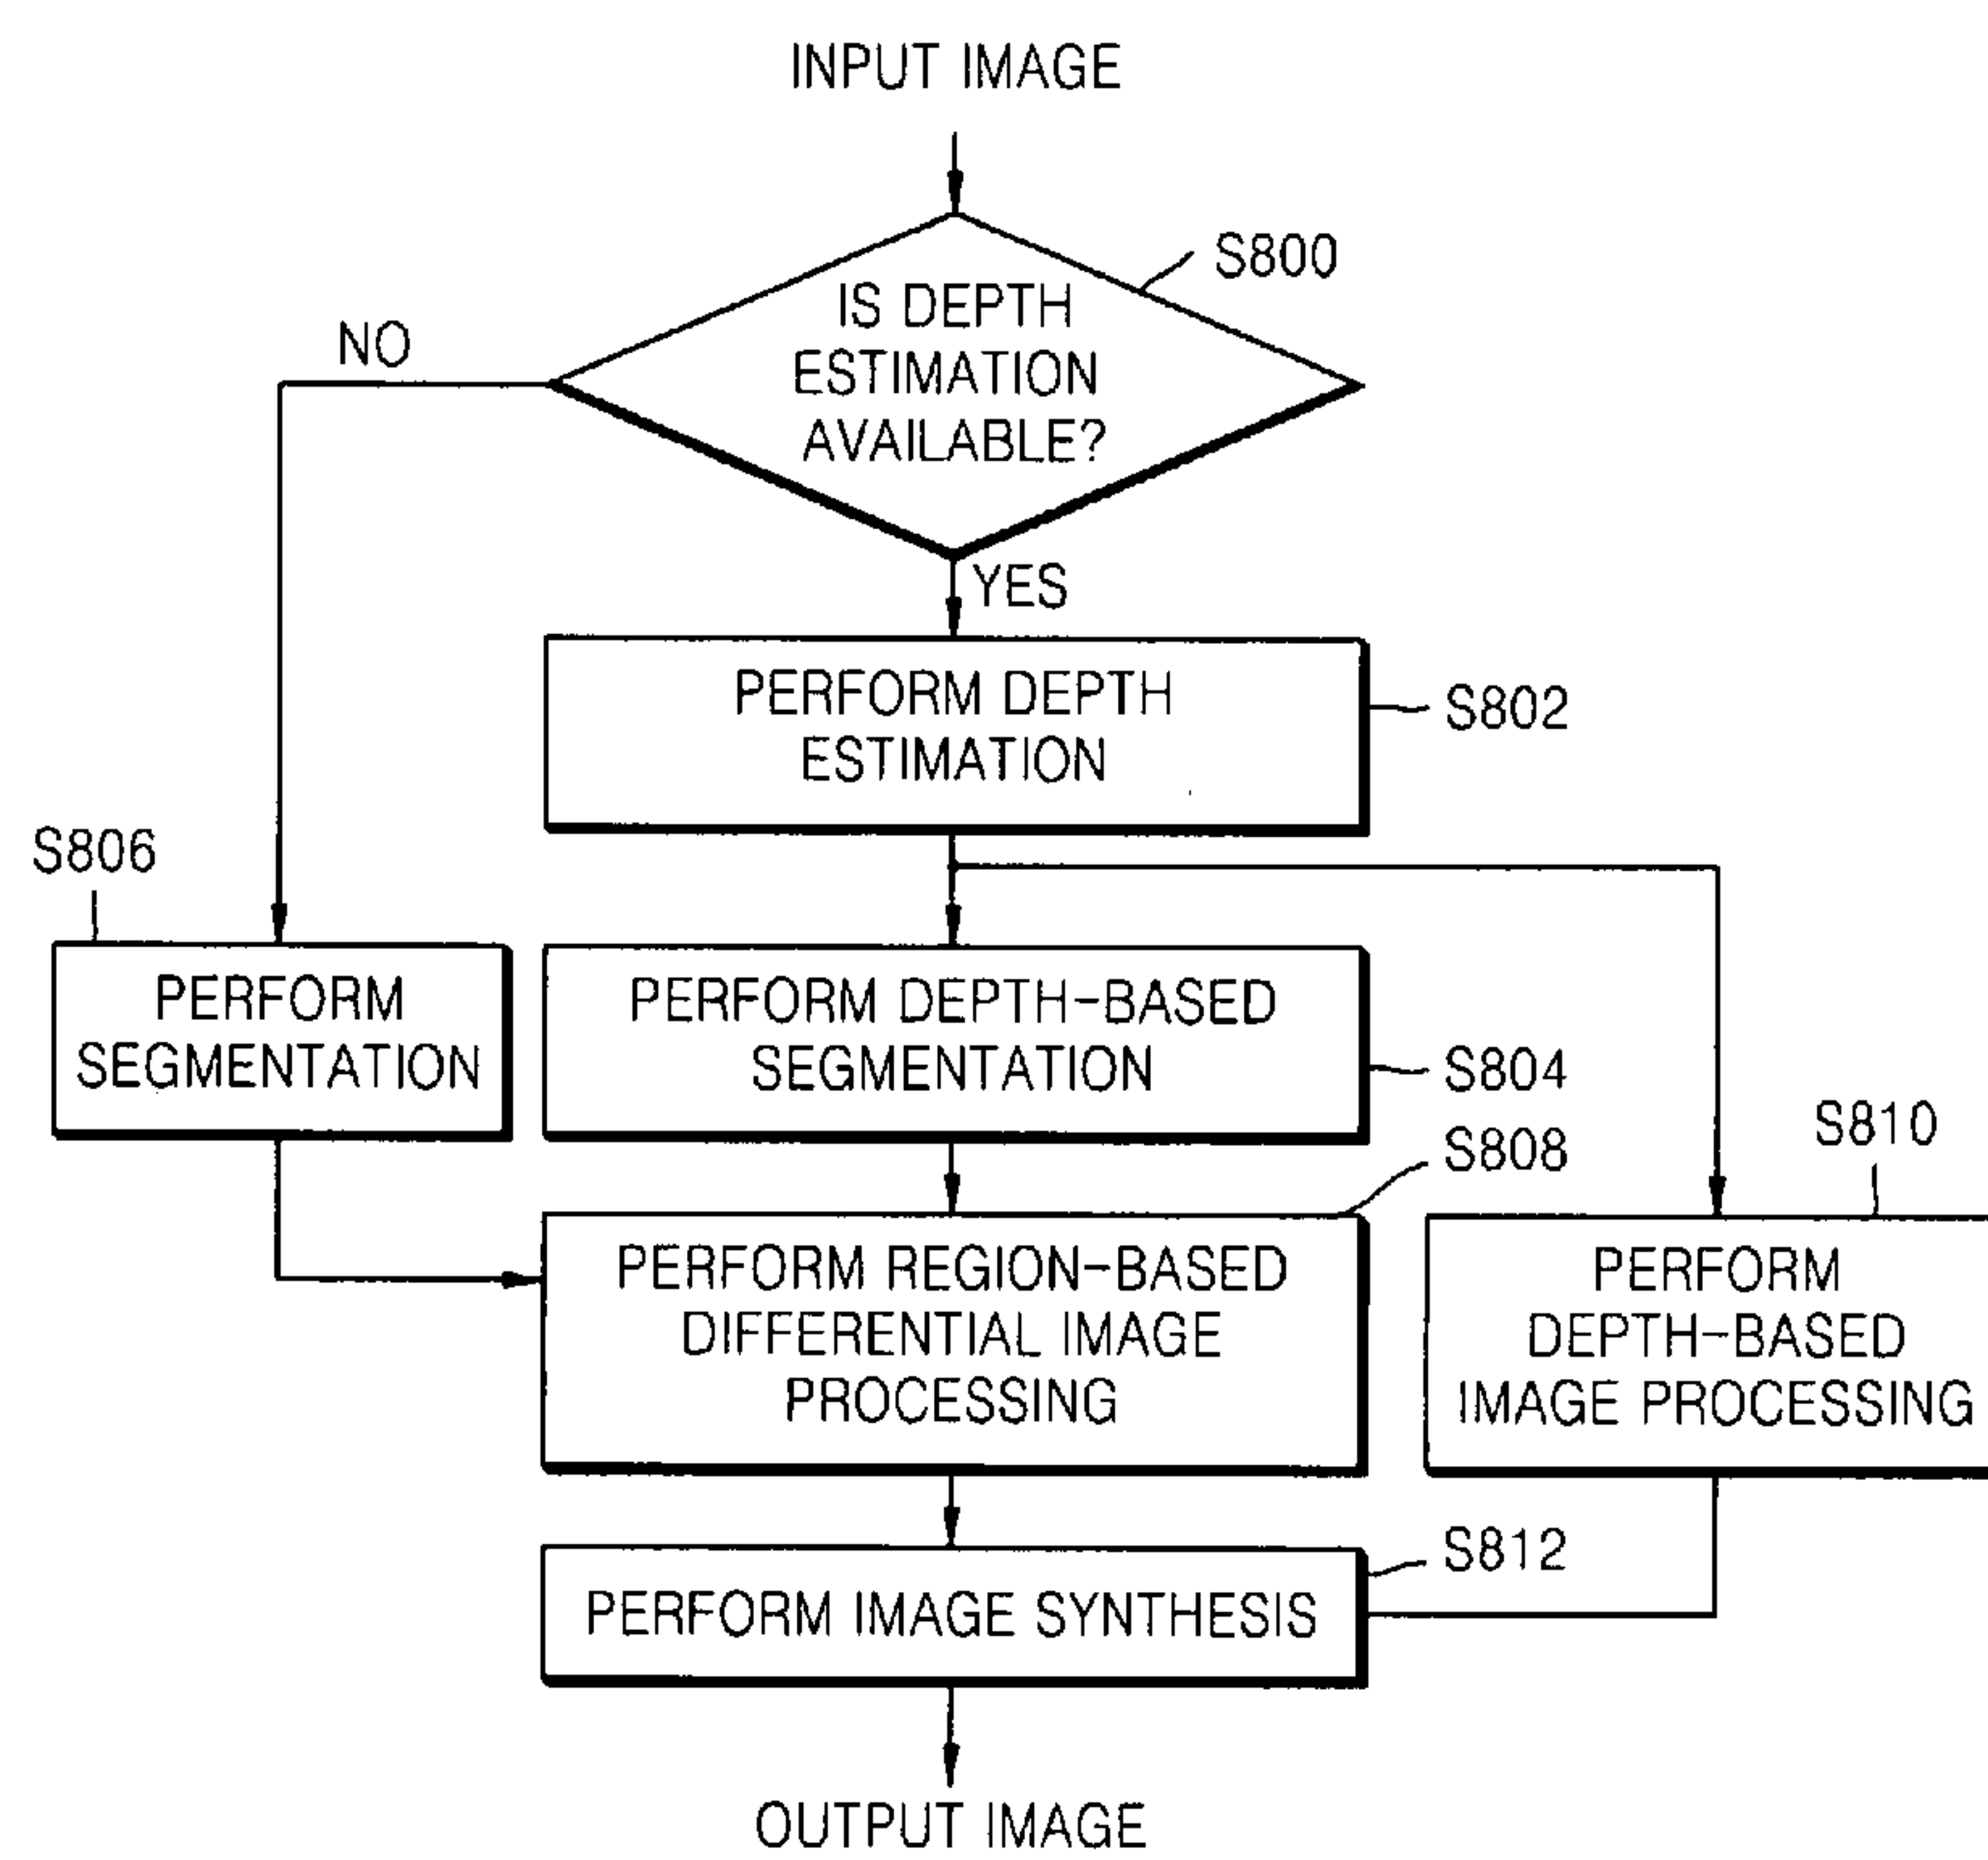 INPUT IMAGE
S800
IS DEPTH
ESTIMATION
AVAILABLE?
NO
YES
PERFORM DEPTH
ESTIMATION
S802
S806
PERFORM
SEGMENTATION
PERFORM DEPTH-BASED
SEGMENTATION
S804
S808
S810
PERFORM REGION-BASED
DIFFERENTIAL IMAGE
PROCESSING
PERFORM
DEPTH-BASED
IMAGE PROCESSING
S812
PERFORM IMAGE SYNTHESIS
OUTPUT IMAGE